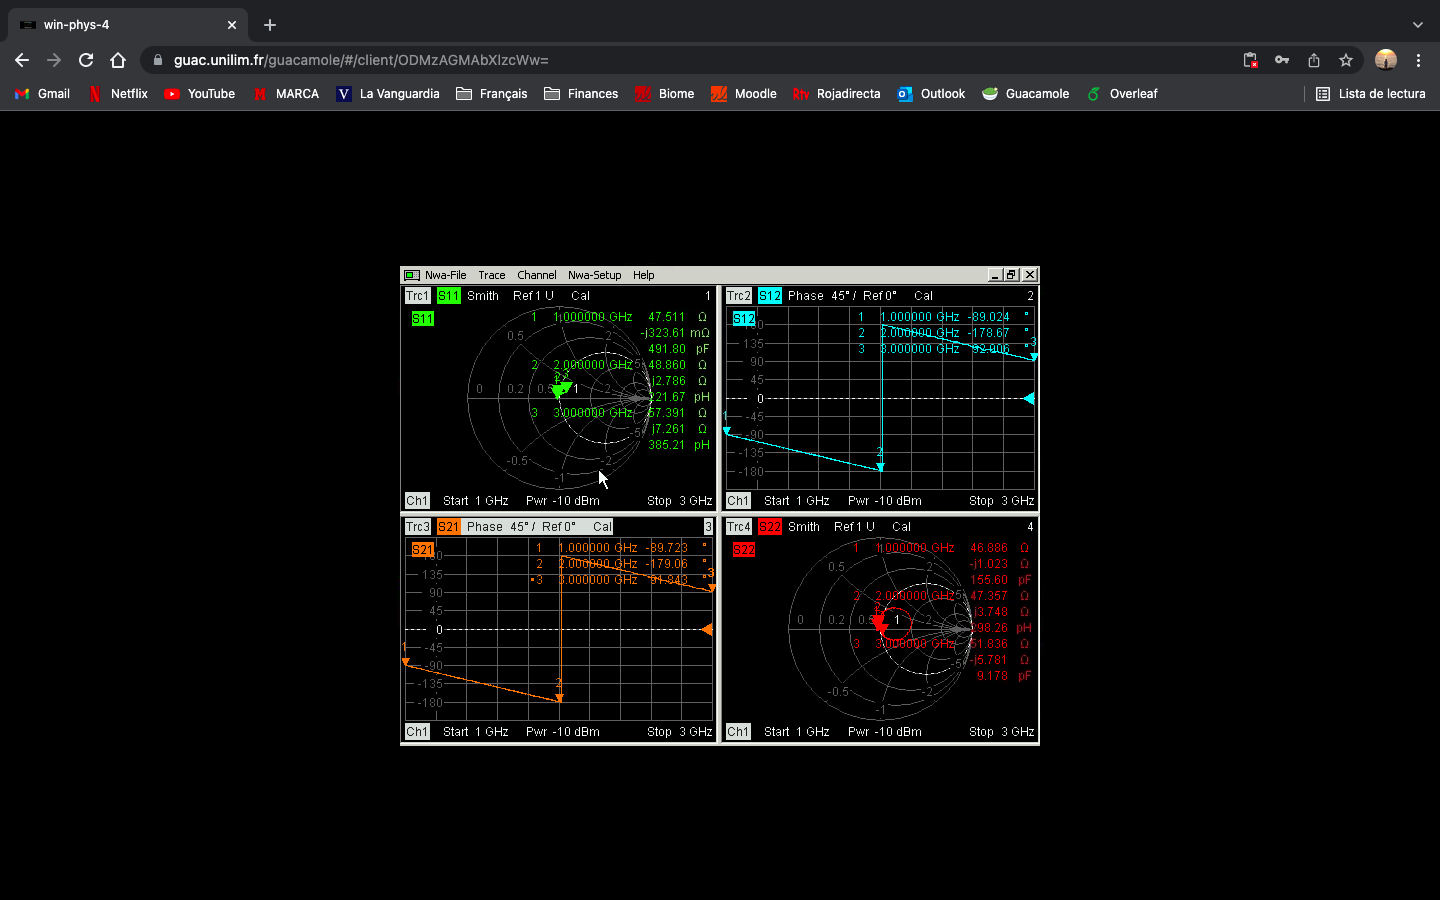 win-phys-4
guac.unilim.fr/guacamole/#/client/ODMzAGMAbXlzcWw=
Gmail Netflix YouTube MARCA La Vanguardia Français Finances Biome Moodle Rojadirecta Outlook Guacamole Overleaf Lista de lectura
Nwa-File Trace Channel Nwa-Setup Help
Trc1 S11 Smith Ref 1 U Cal 1
S11
1 1.000000 GHz 47.511 Ω
-j323.61 mΩ
491.80 pF
2 2.000000 GHz 48.860 Ω
j2.786 Ω
221.67 pH
3 3.000000 GHz 57.391 Ω
j7.261 Ω
385.21 pH
0.5 2
0 0.2 0.5 1
-5
-0.5 -2
-1
Ch1 Start 1 GHz Pwr -10 dBm Stop 3 GHz
Trc2 S12 Phase 45°/ Ref 0° Cal 2
S12
1 1.000000 GHz -89.024 °
2 2.000000 GHz -178.67 °
3 3.000000 GHz 92.006 °
135
90
45
0
-45
-90
-135
-180
1
2
3
Ch1 Start 1 GHz Pwr -10 dBm Stop 3 GHz
Trc3 S21 Phase 45°/ Ref 0° Cal 3
S21
1 1.000000 GHz -89.723 °
2 2.000000 GHz -179.06 °
•3 3.000000 GHz 91.843 °
135
90
45
0
-45
-90
-135
-180
1
2
3
Ch1 Start 1 GHz Pwr -10 dBm Stop 3 GHz
Trc4 S22 Smith Ref 1 U Cal 4
S22
1 1.000000 GHz 46.886 Ω
-j1.023 Ω
155.60 pF
2 2.000000 GHz 47.357 Ω
j3.748 Ω
298.26 pH
3 3.000000 GHz 51.836 Ω
-j5.781 Ω
9.178 pF
0.5 2
0 0.2 0.5 1
-5
-0.5 -2
-1
Ch1 Start 1 GHz Pwr -10 dBm Stop 3 GHz